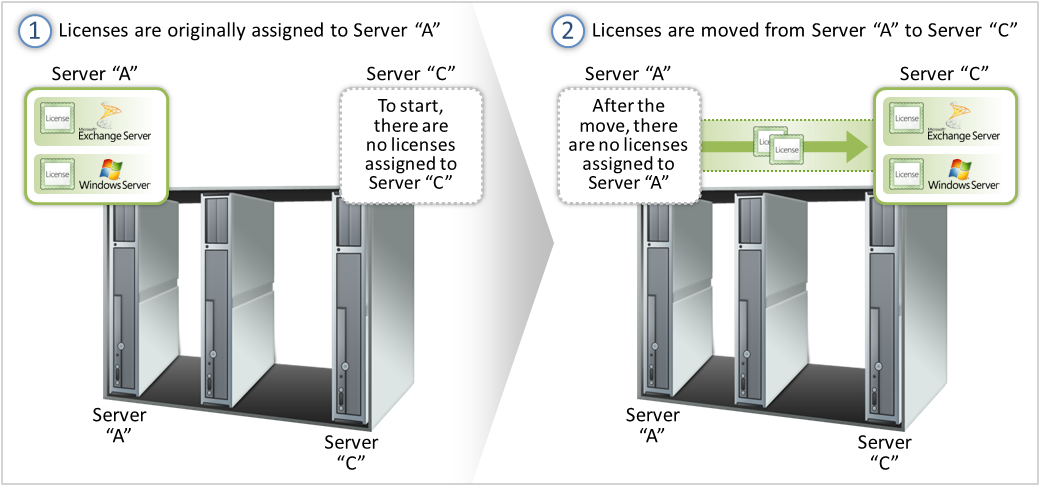 1 Licenses are originally assigned to Server “A”
Server “A”
License
Microsoft
Exchange Server
License
Windows Server
Server “C”
To start,
there are
no licenses
assigned to
Server “C”
Server
“A”
Server
“C”
2 Licenses are moved from Server “A” to Server “C”
Server “A”
After the
move, there
are no licenses
assigned to
Server “A”
License
License
Server “C”
License
Microsoft
Exchange Server
License
Windows Server
Server
“A”
Server
“C”